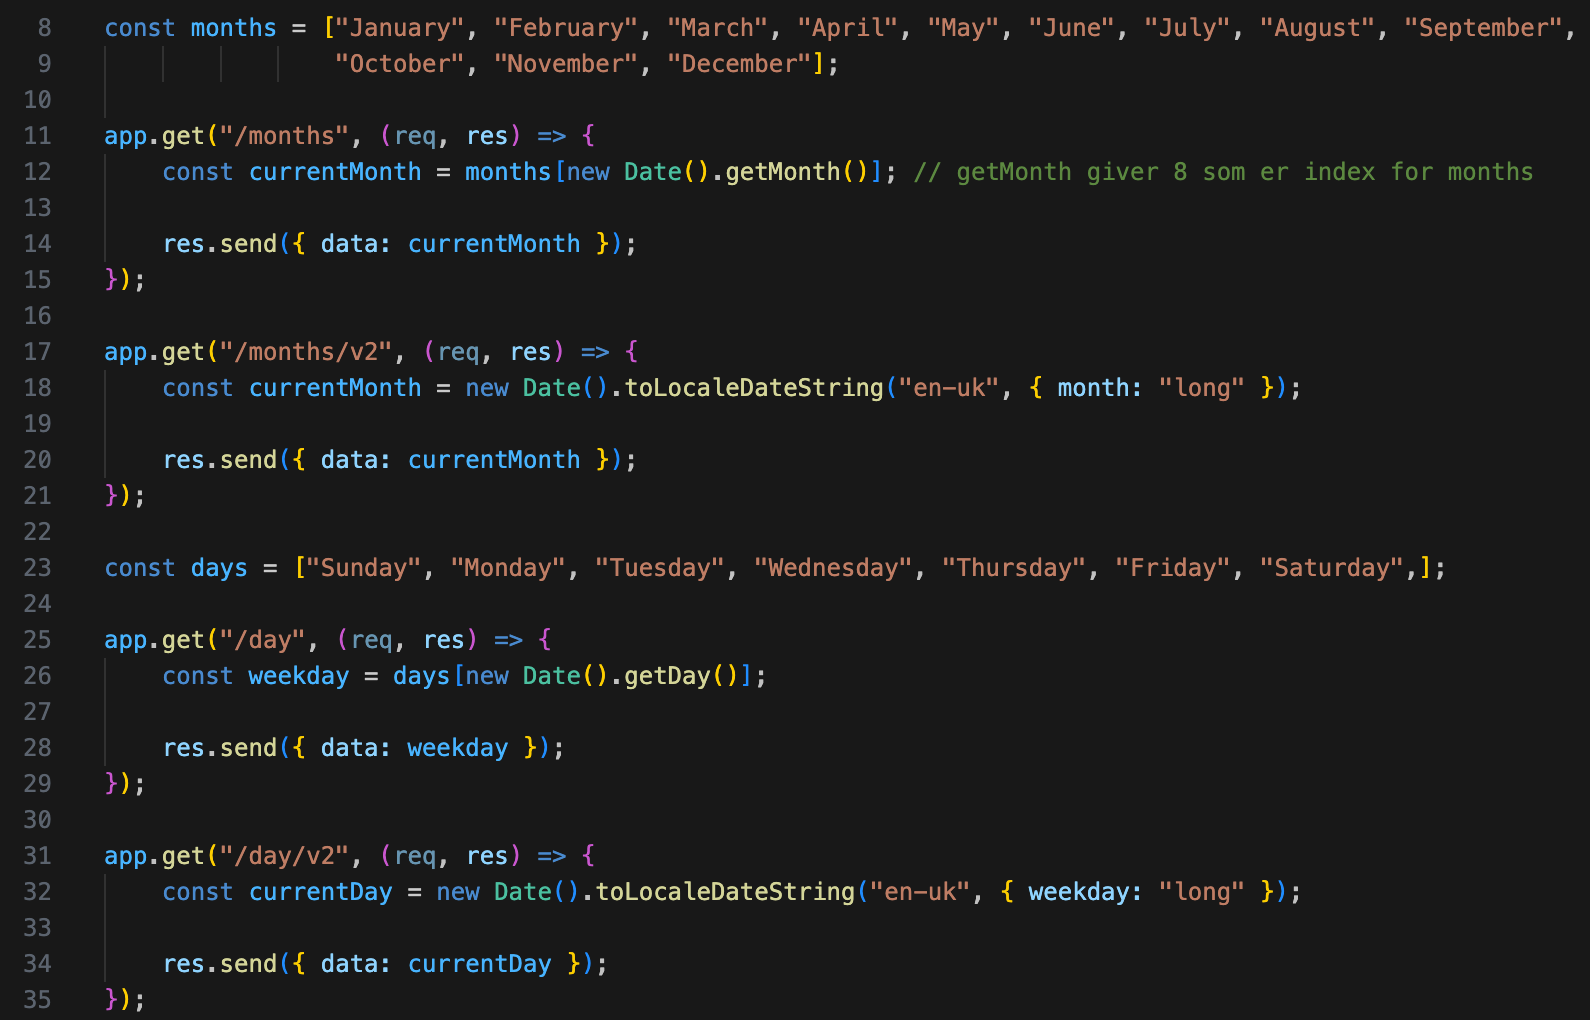 8 const months = ["January", "February", "March", "April", "May", "June", "July", "August", "September",
9 "October", "November", "December"];
10
11 app.get("/months", (req, res) => {
12 const currentMonth = months[new Date().getMonth()]; // getMonth giver 8 som er index for months
13
14 res.send({ data: currentMonth });
15 });
16
17 app.get("/months/v2", (req, res) => {
18 const currentMonth = new Date().toLocaleDateString("en-uk", { month: "long" });
19
20 res.send({ data: currentMonth });
21 });
22
23 const days = ["Sunday", "Monday", "Tuesday", "Wednesday", "Thursday", "Friday", "Saturday",];
24
25 app.get("/day", (req, res) => {
26 const weekday = days[new Date().getDay()];
27
28 res.send({ data: weekday });
29 });
30
31 app.get("/day/v2", (req, res) => {
32 const currentDay = new Date().toLocaleDateString("en-uk", { weekday: "long" });
33
34 res.send({ data: currentDay });
35 });